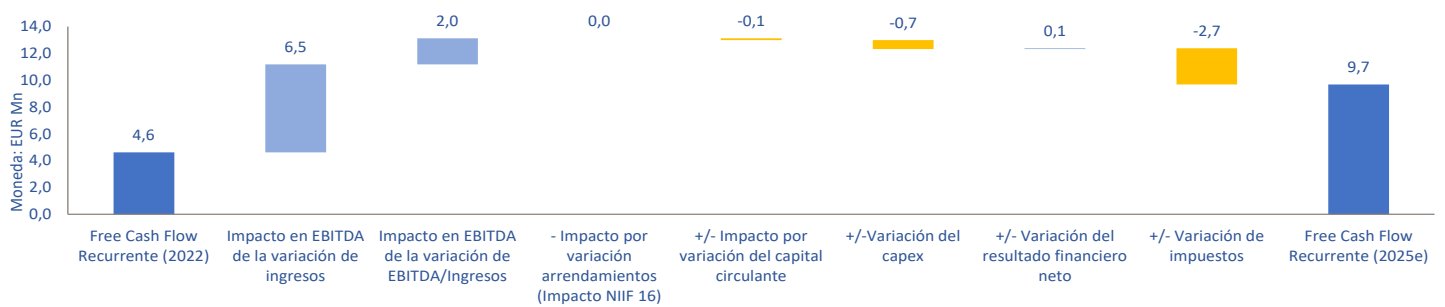 Moneda: EUR Mn
14,0
12,0
10,0
8,0
6,0
4,0
2,0
0,0
4,6
6,5
2,0
0,0
-0,1
-0,7
0,1
-2,7
9,7
Free Cash Flow
Recurrente (2022)
Impacto en EBITDA
de la variación de
ingresos
Impacto en EBITDA
de la variación de
EBITDA/Ingresos
- Impacto por
variación
arrendamientos
(Impacto NIIF 16)
+/- Impacto por
variación del capital
circulante
+/-Variación del
capex
+/- Variación del
resultado financiero
neto
+/- Variación de
impuestos
Free Cash Flow
Recurrente (2025e)